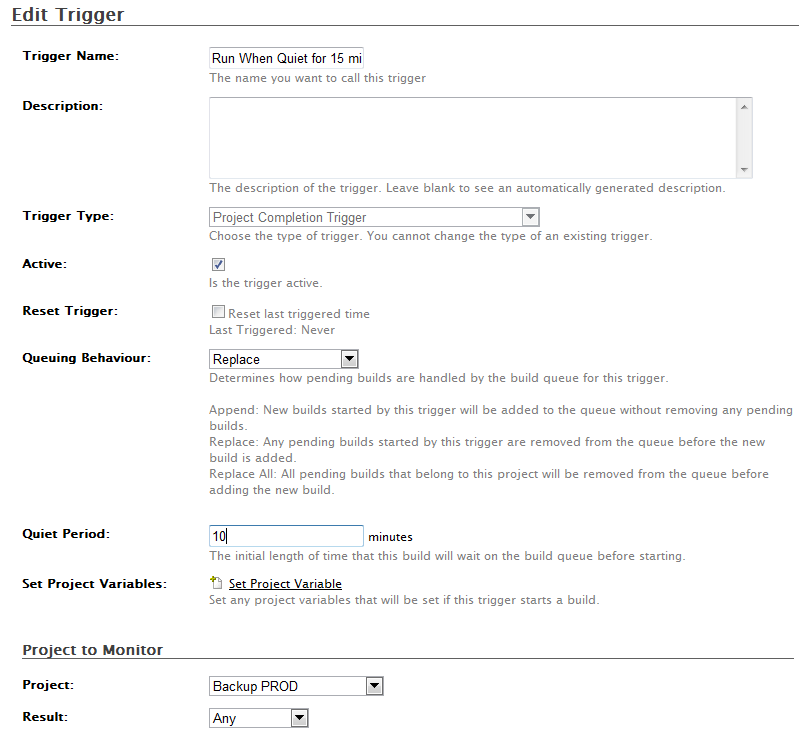 Edit Trigger
Trigger Name:
Run When Quiet for 15 mi
The name you want to call this trigger
Description:
The description of the trigger. Leave blank to see an automatically generated description.
Trigger Type:
Project Completion Trigger
Choose the type of trigger. You cannot change the type of an existing trigger.
Active:
Is the trigger active.
Reset Trigger:
Reset last triggered time
Last Triggered: Never
Queuing Behaviour:
Replace
Determines how pending builds are handled by the build queue for this trigger.
Append: New builds started by this trigger will be added to the queue without removing any pending
builds.
Replace: Any pending builds started by this trigger are removed from the queue before the new
build is added.
Replace All: All pending builds that belong to this project will be removed from the queue before
adding the new build.
Quiet Period:
10 minutes
The initial length of time that this build will wait on the build queue before starting.
Set Project Variables:
Set Project Variable
Set any project variables that will be set if this trigger starts a build.
Project to Monitor
Project:
Backup PROD
Result:
Any